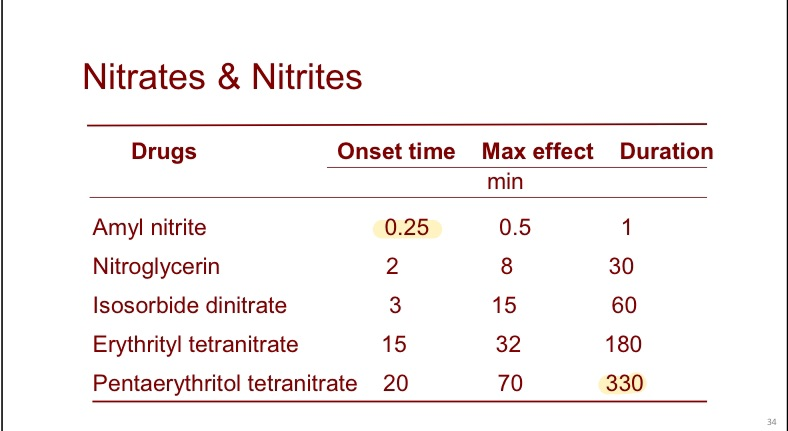 Nitrates & Nitrites
Drugs Onset time Max effect Duration
min
Amyl nitrite 0.25 0.5 1
Nitroglycerin 2 8 30
Isosorbide dinitrate 3 15 60
Erythrityl tetranitrate 15 32 180
Pentaerythritol tetranitrate 20 70 330
34